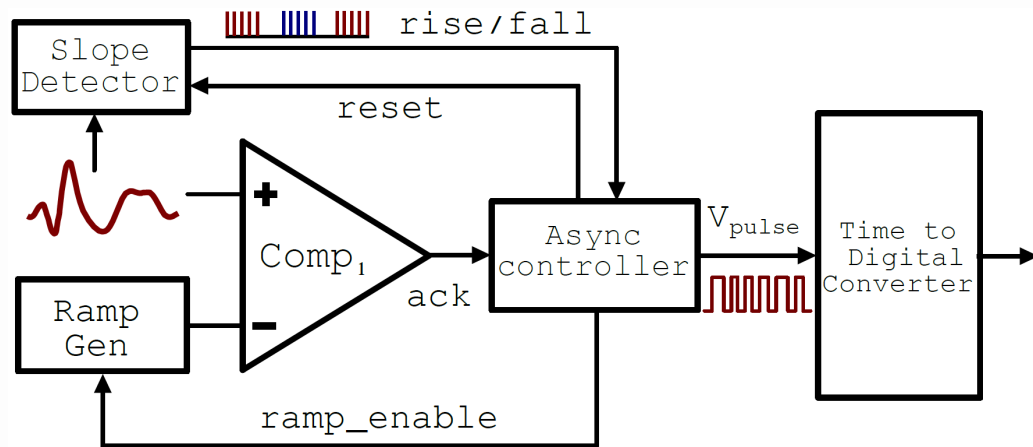 rise/fall
Slope
Detector
reset
+
Comp1
-
ack
Async
controller
Vpulse
Time to
Digital
Converter
Ramp
Gen
ramp_enable